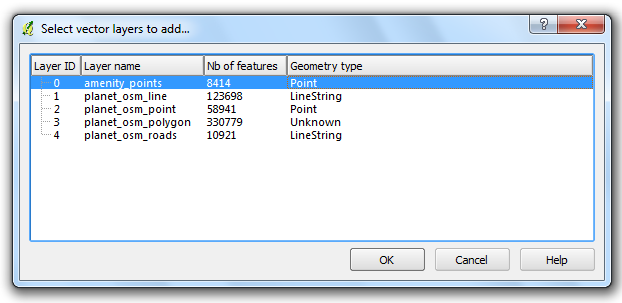 Select vector layers to add...
Layer ID Layer name Nb of features Geometry type
0 amenity_points 8414 Point
1 planet_osm_line 123698 LineString
2 planet_osm_point 58941 Point
3 planet_osm_polygon 330779 Unknown
4 planet_osm_roads 10921 LineString
OK Cancel Help